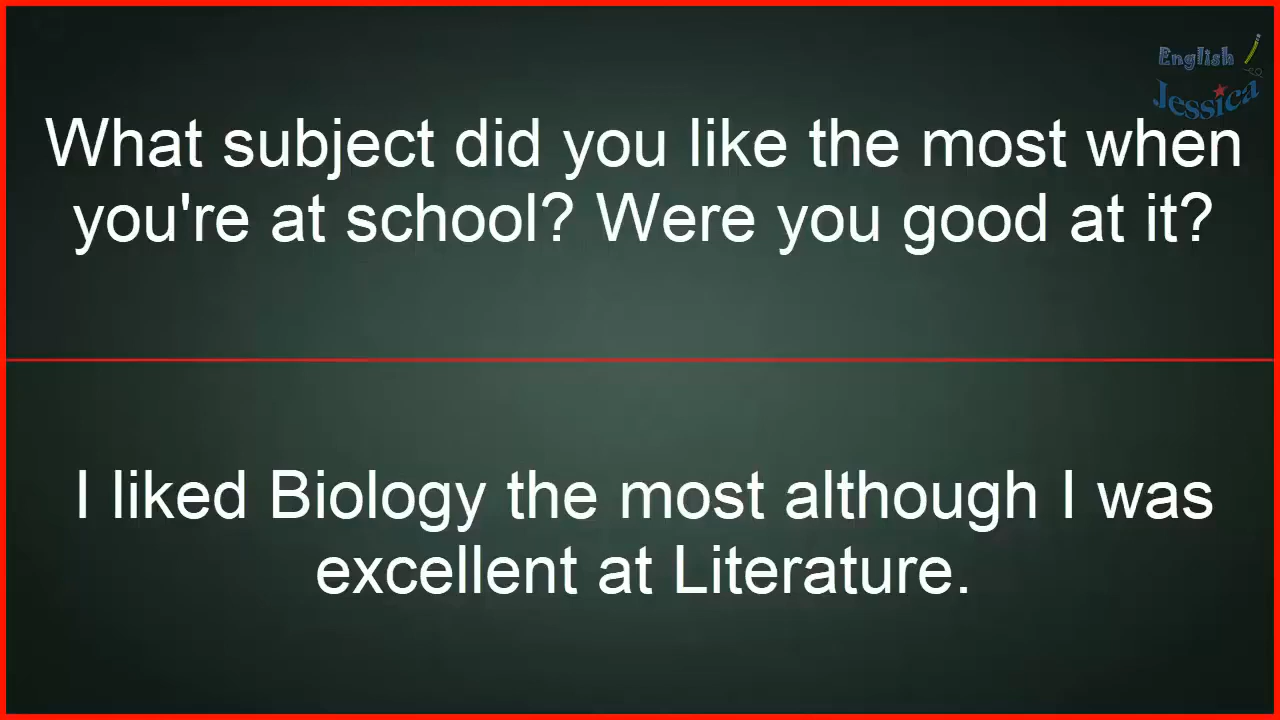 English
Jessica
What subject did you like the most when
you're at school? Were you good at it?
I liked Biology the most although I was
excellent at Literature.